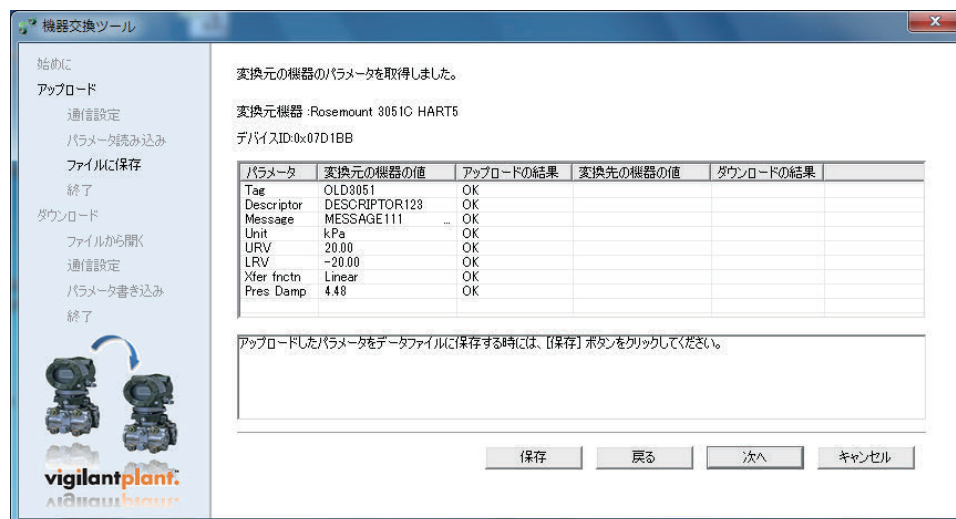 機器交換ツール
始めに
アップロード
通信設定
パラメータ読み込み
ファイルに保存
終了
ダウンロード
ファイルから開く
通信設定
パラメータ書き込み
終了
vigilantplant.
変換元の機器のパラメータを取得しました。
変換元機器 :Rosemount 3051C HART5
デバイスID:0x07D1BB
パラメータ 変換元の機器の値 アップロードの結果 変換先の機器の値 ダウンロードの結果
Tag OLD3051 OK
Descriptor DESCRIPTOR123 OK
Message MESSAGE111 ... OK
Unit kPa OK
URV 20.00 OK
LRV -20.00 OK
Xfer fnctn Linear OK
Pres Damp 4.48 OK
アップロードしたパラメータをデータファイルに保存する時には、[保存] ボタンをクリックしてください。
保存 戻る 次へ キャンセル